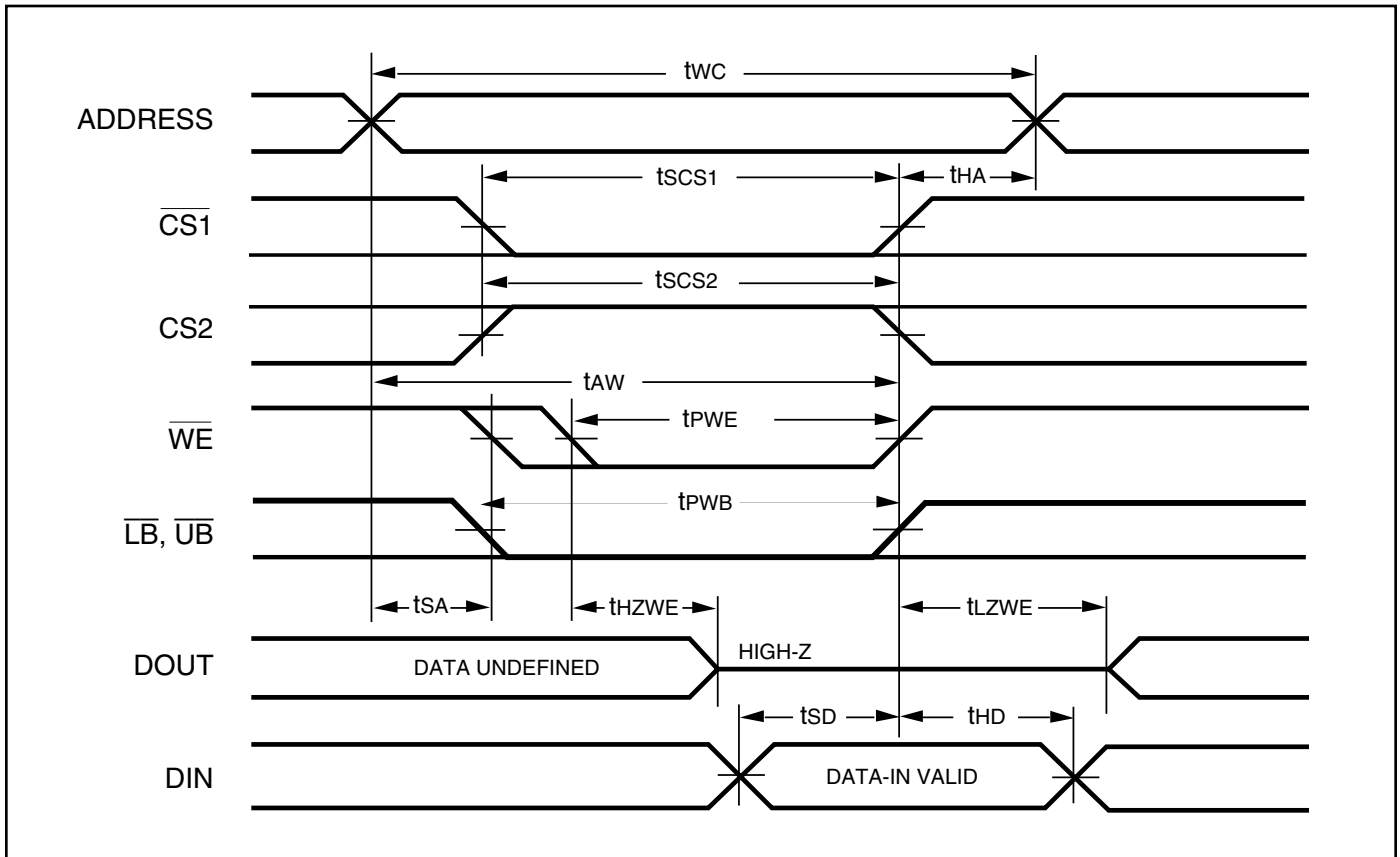 tWC
ADDRESS
tSCS1
tHA
CS1
tSCS2
CS2
tAW
tPWE
WE
tPWB
LB, UB
tSA
tHZWE
tLZWE
HIGH-Z
DOUT
DATA UNDEFINED
tSD
tHD
DIN
DATA-IN VALID